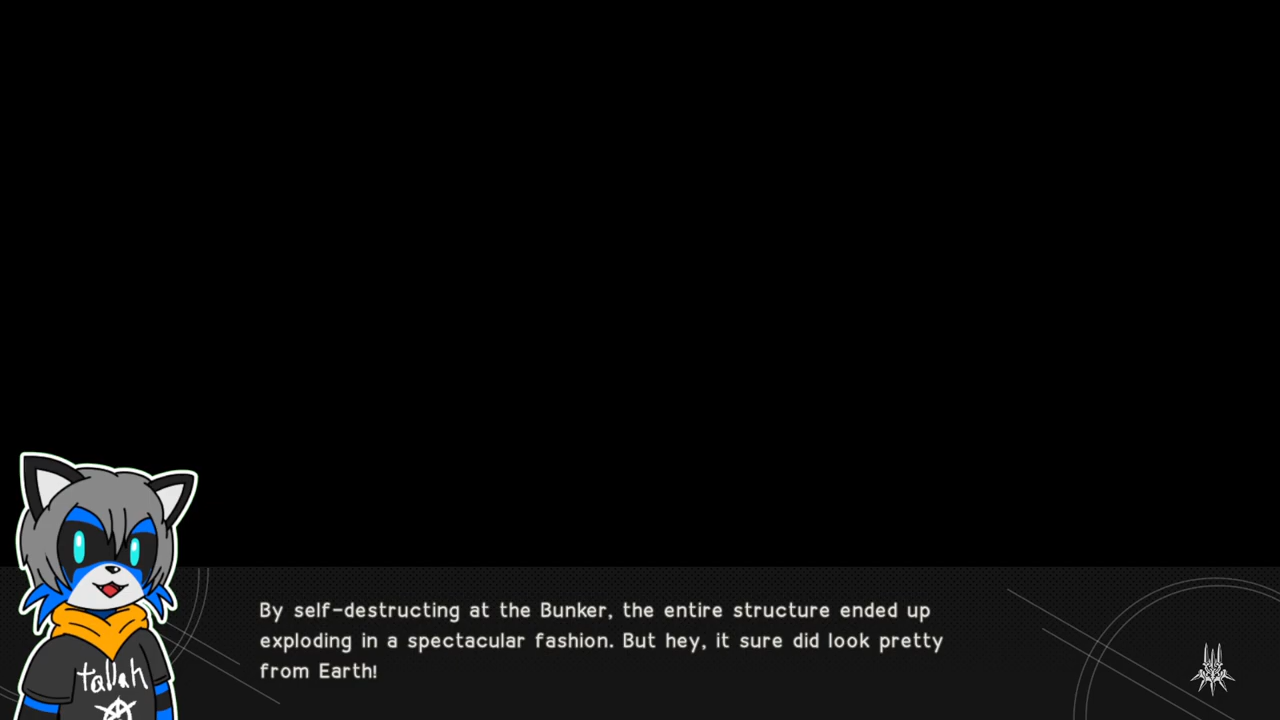 By self-destructing at the Bunker, the entire structure ended up
exploding in a spectacular fashion. But hey, it sure did look pretty
from Earth!
tallah